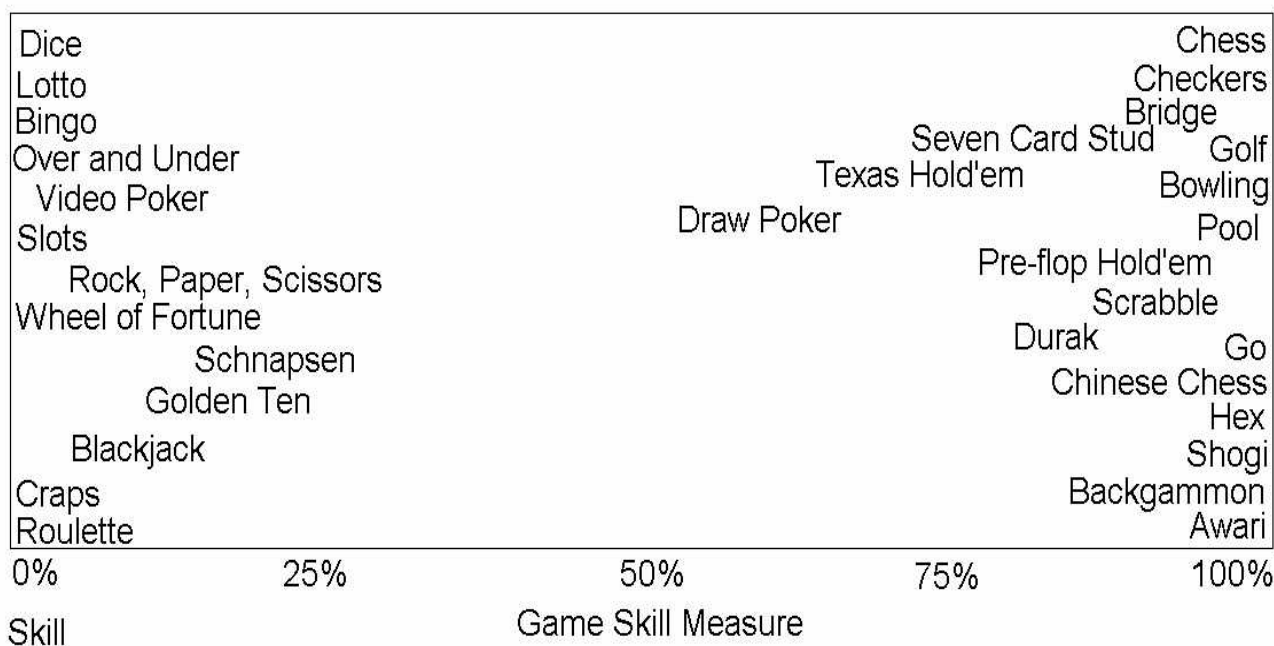 Dice Chess
Lotto Checkers
Bingo Bridge
Seven Card Stud
Over and Under Golf
Texas Hold'em
Video Poker Bowling
Draw Poker Pool
Slots
Rock, Paper, Scissors Pre-flop Hold'em
Wheel of Fortune Scrabble
Durak
Schnapsen Go
Golden Ten Chinese Chess
Hex
Blackjack Shogi
Craps Backgammon
Roulette Awari
0% 25% 50% 75% 100%
Skill Game Skill Measure